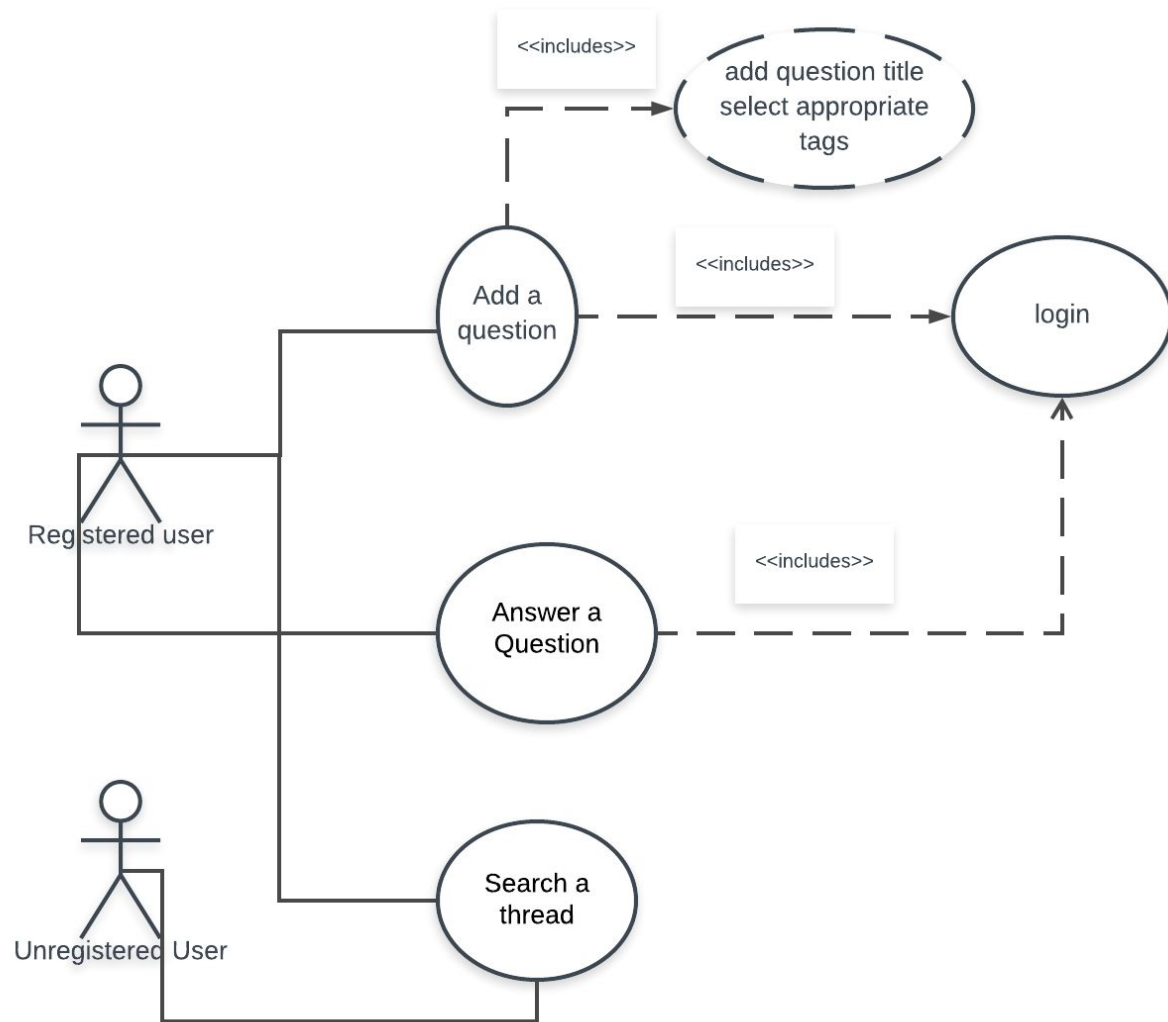 <<includes>>
add question title
select appropriate
tags
<<includes>>
Add a
question
login
Registered user
<<includes>>
Answer a
Question
Search a
thread
Unregistered User